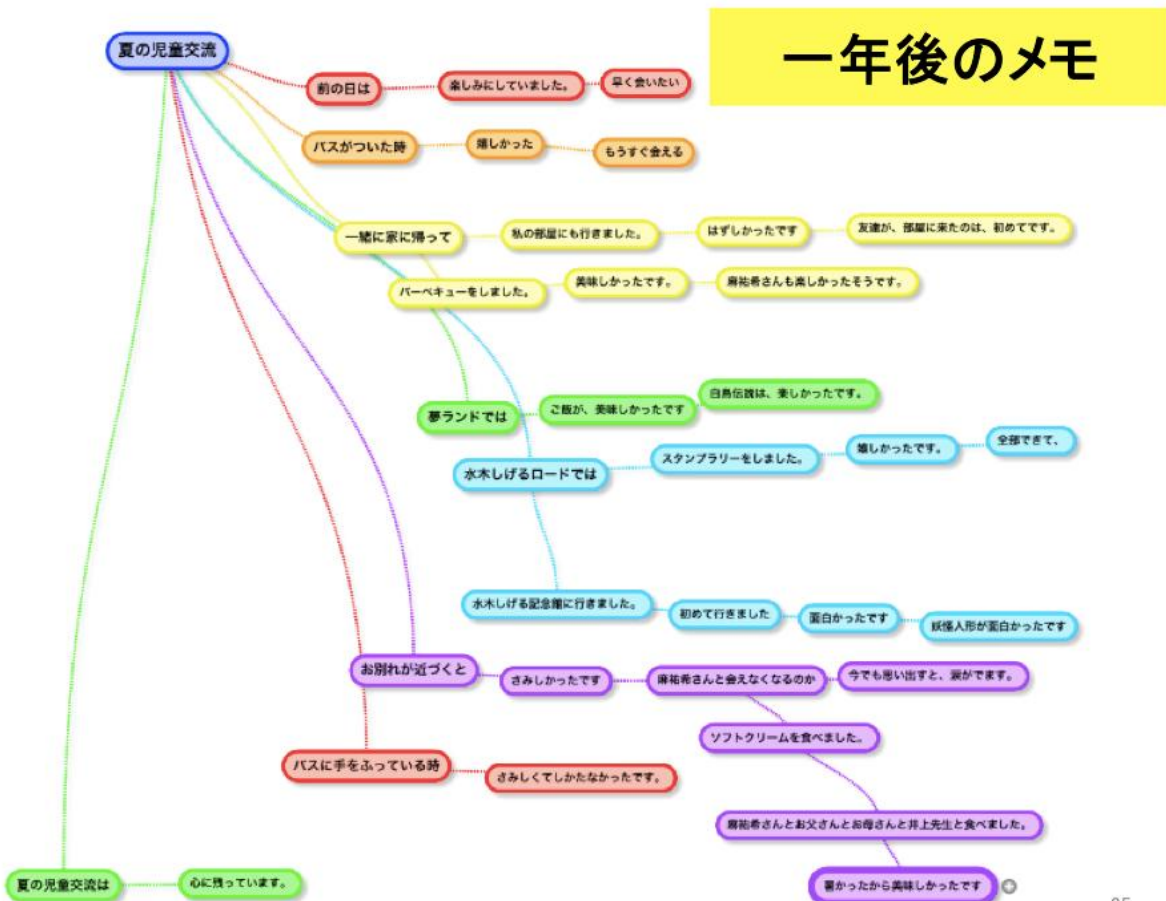 一年後のメモ
夏の児童交流
前の日は
楽しみにしていました。
早く会いたい
バスがついた時
嬉しかった
もうすぐ会える
一緒に家に帰って
私の部屋にも行きました。
はずしかったです
友達が、部屋に来たのは、初めてです。
バーベキューをしました。
美味しかったです。
麻祐希さんも楽しかったそうです。
夢ランドでは
ご飯が、美味しかったです
白鳥伝説は、楽しかったです。
水木しげるロードでは
スタンプラリーをしました。
嬉しかったです。
全部できて、
水木しげる記念館に行きました。
初めて行きました
面白かったです
妖怪人形が面白かったです
お別れが近づくと
さみしかったです
麻祐希さんと会えなくなるのか
今でも思い出すと、涙がでます。
ソフトクリームを食べました。
麻祐希さんとお父さんとお母さんと井上先生と食べました。
暑かったから美味しかったです
バスに手をふっている時
さみしくてしかたなかったです。
夏の児童交流は
心に残っています。